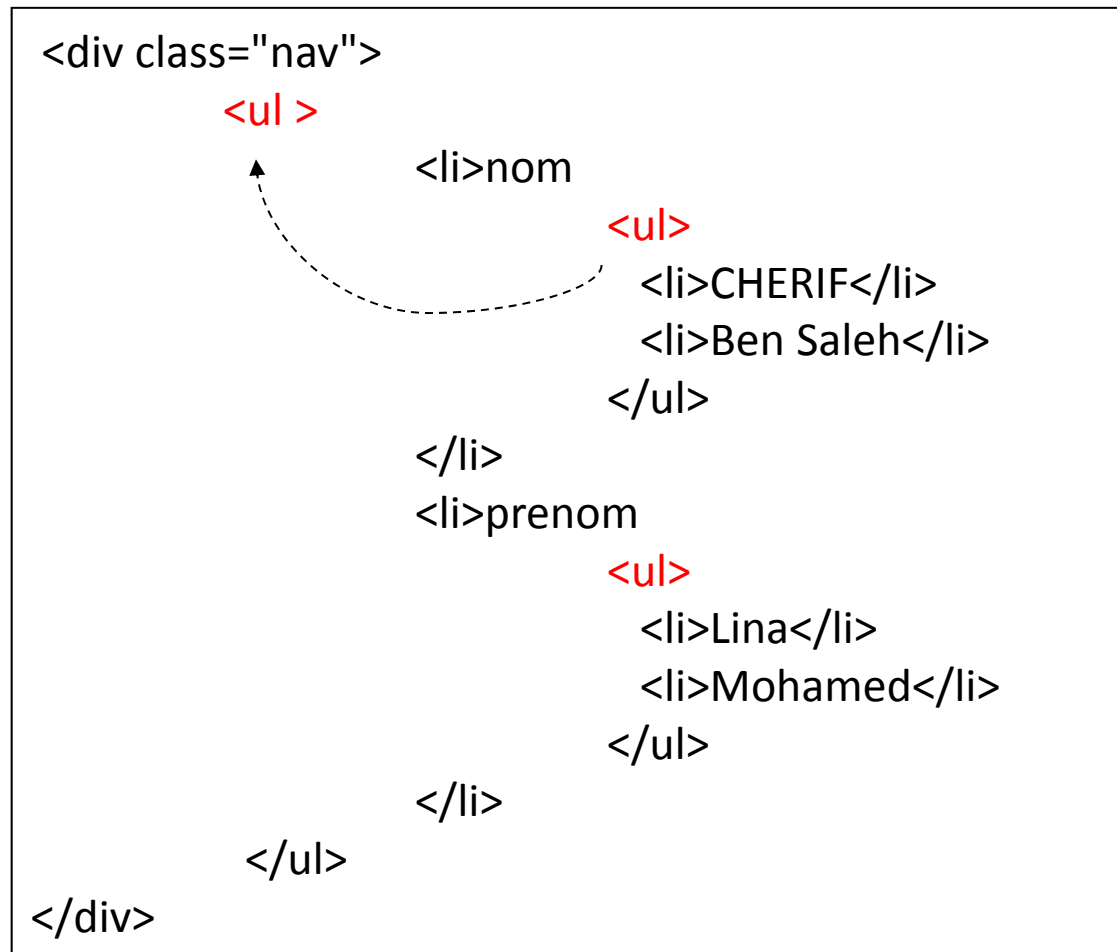 <div class="nav">
<ul >
<li>nom
<ul>
<li>CHERIF</li>
<li>Ben Saleh</li>
</ul>
</li>
<li>prenom
<ul>
<li>Lina</li>
<li>Mohamed</li>
</ul>
</li>
</ul>
</div>